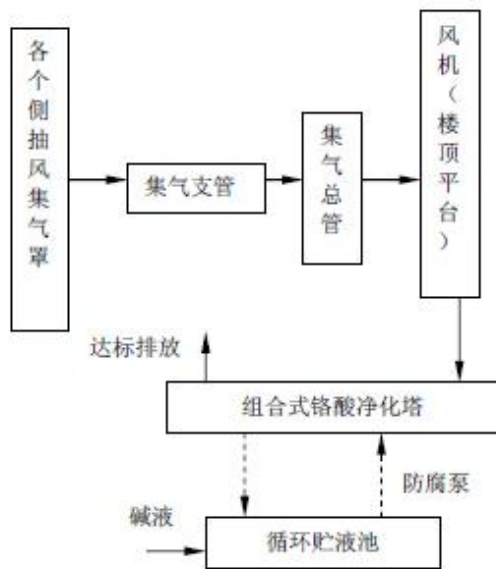 各个侧抽风集气罩
集气支管
集气总管
风机（楼顶平台）
达标排放
组合式铬酸净化塔
防腐泵
碱液
循环贮液池